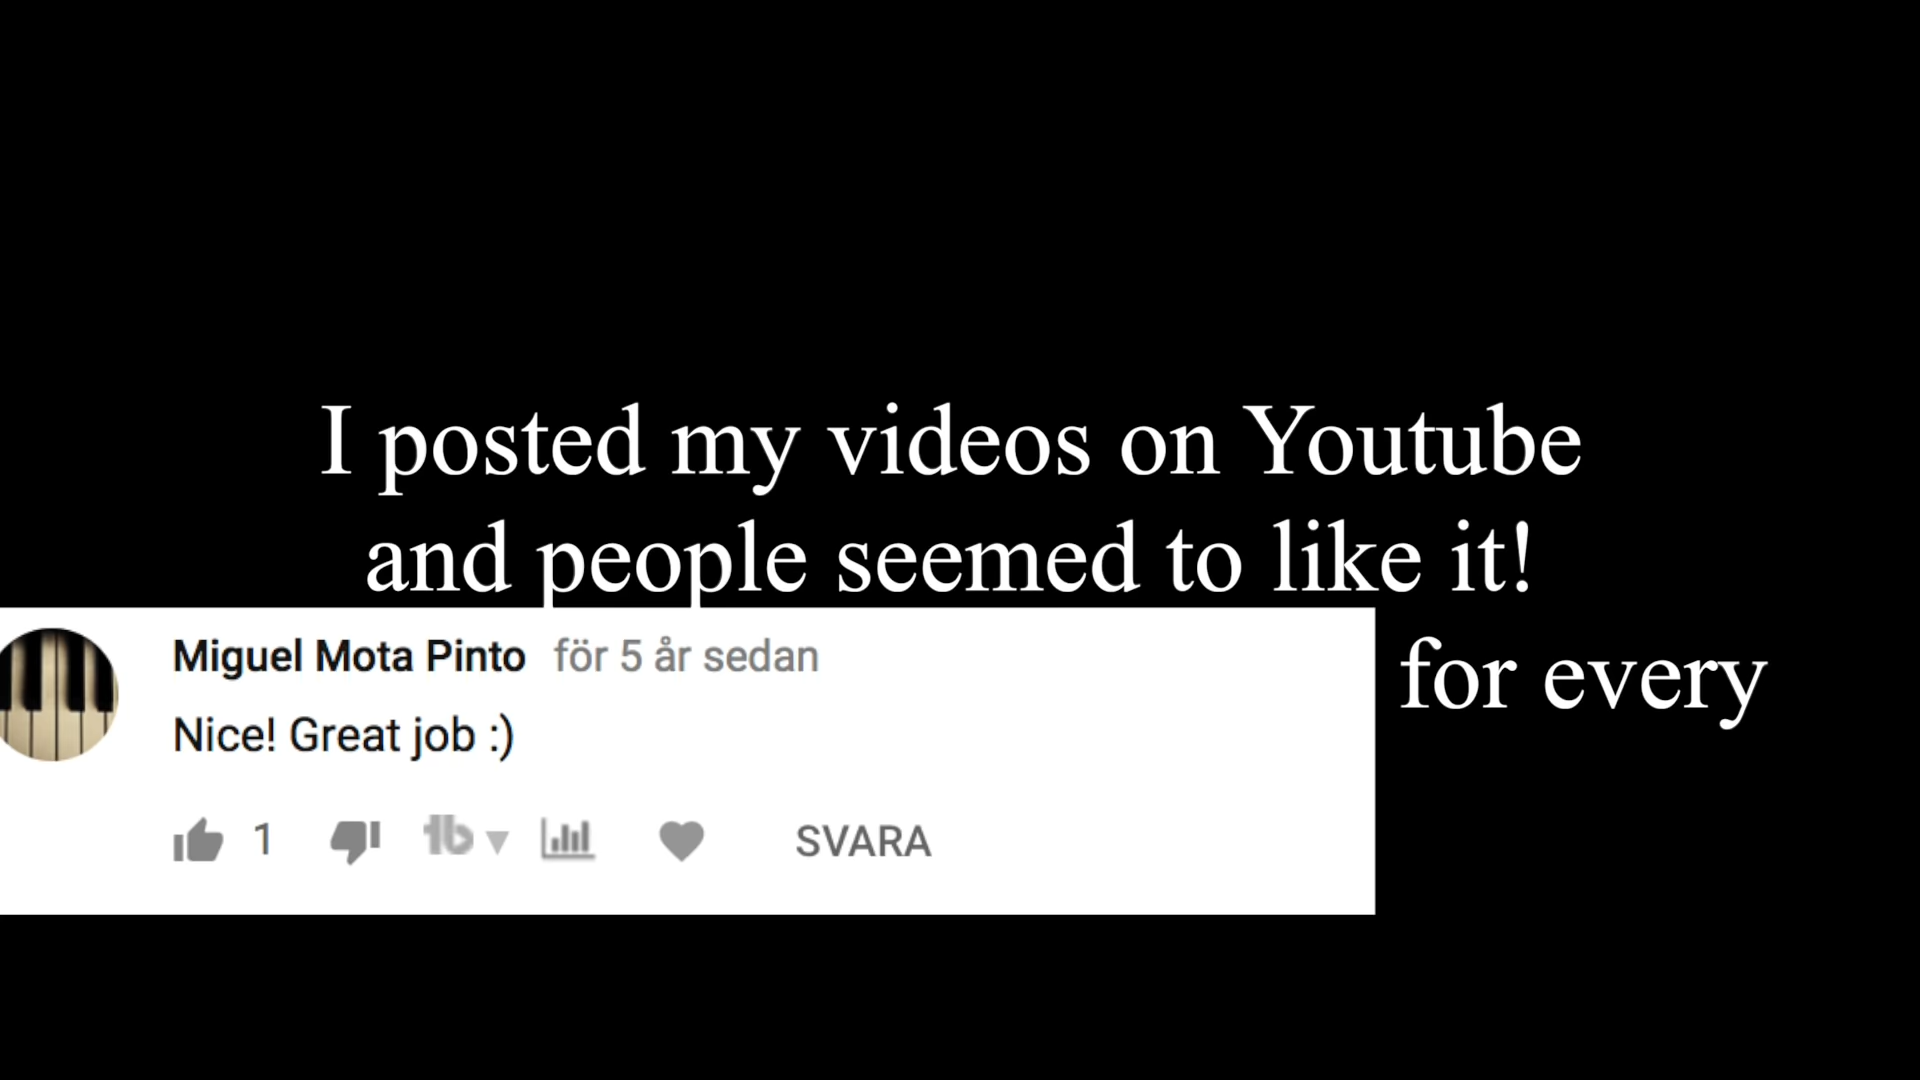 I posted my videos on Youtube
and people seemed to like it!
for every
Miguel Mota Pinto för 5 år sedan
Nice! Great job :)
1 SVARA